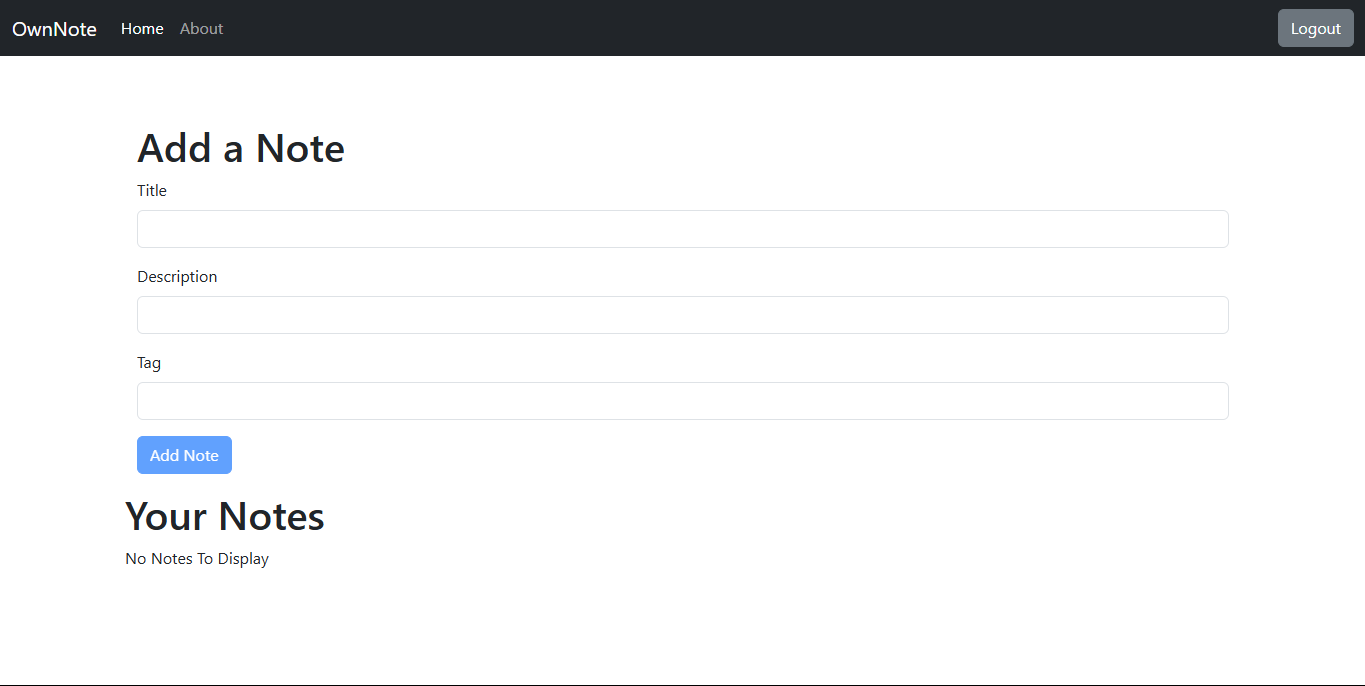 OwnNote Home About Logout
Add a Note
Title
Description
Tag
Add Note
Your Notes
No Notes To Display